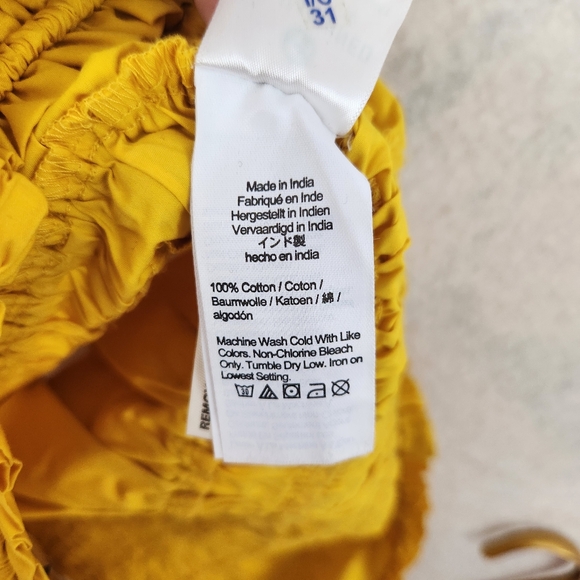 31
Made in India
Fabriqué en Inde
Hergestellt in Indien
Vervaardigd in India
インド製
hecho en india
100% Cotton / Coton /
Baumwolle / Katoen / 綿 /
algodón
Machine Wash Cold With Like
Colors. Non-Chlorine Bleach
Only. Tumble Dry Low. Iron on
Lowest Setting.
30